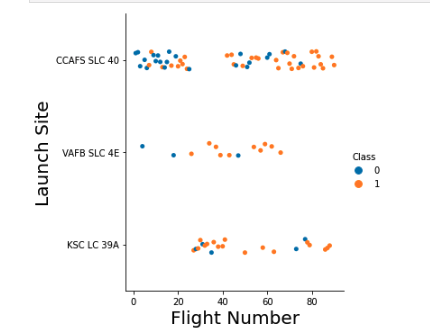 CCAFS SLC 40
VAFB SLC 4E
KSC LC 39A
Launch Site
0 20 40 60 80
Flight Number
Class
0
1